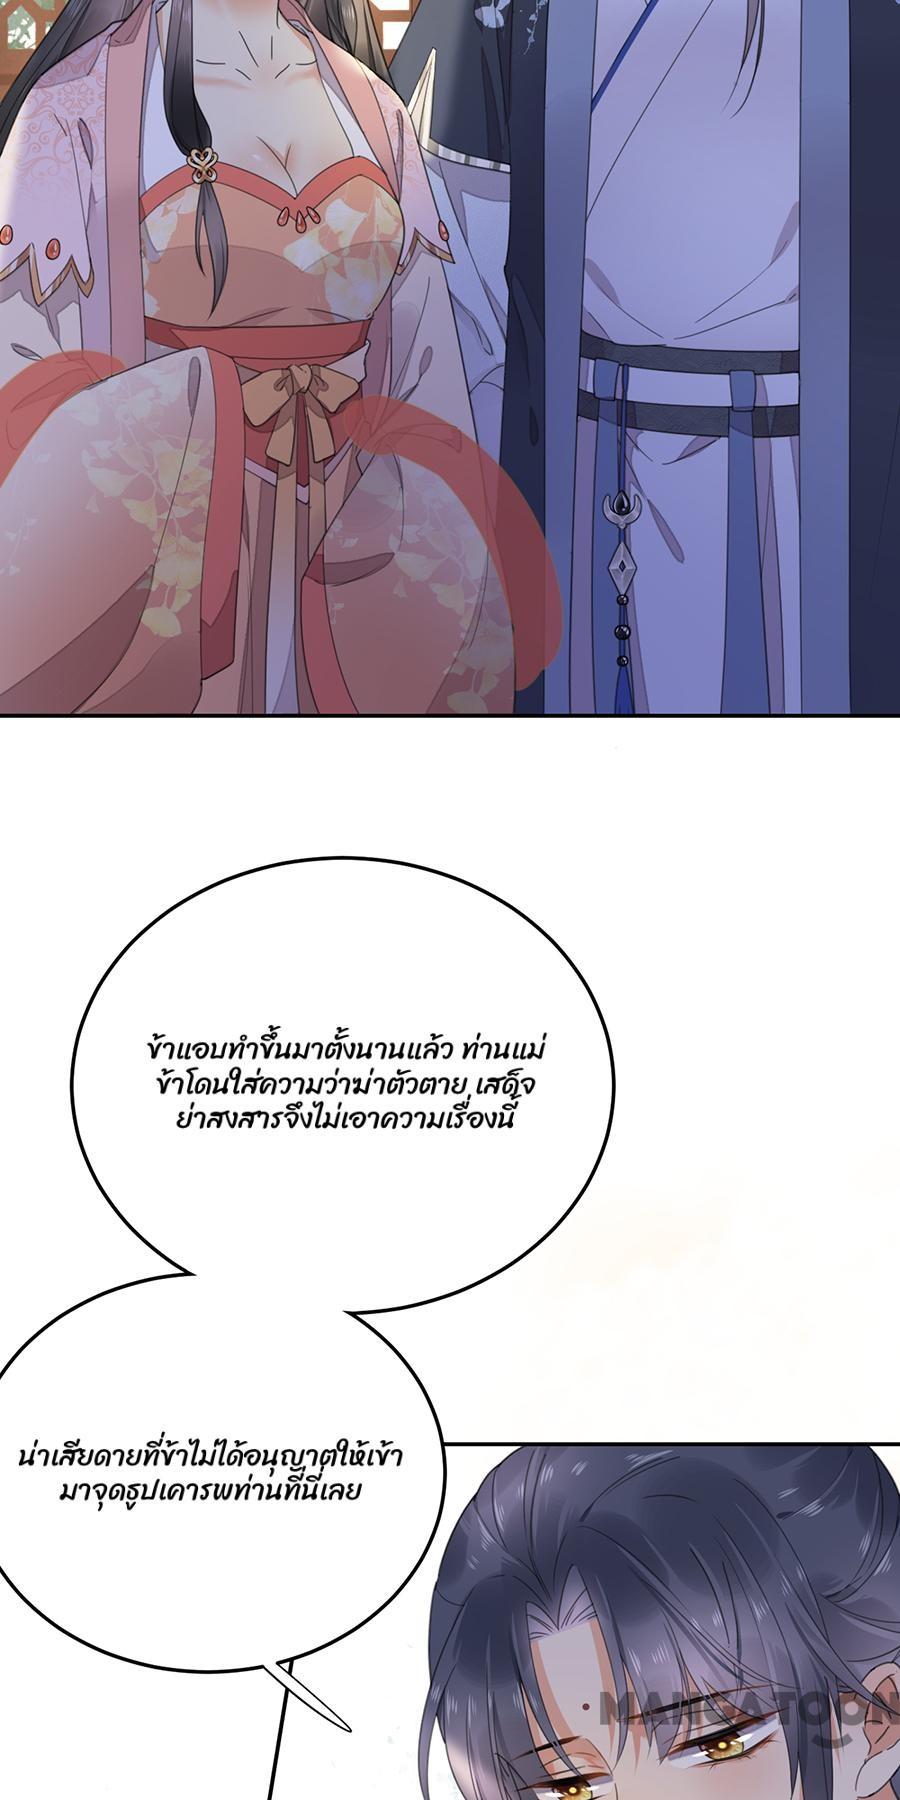 ข้าแอบทำขึ้นมาตั้งนานแล้ว ท่านแม่
ข้าโดนใส่ความว่าฆ่าตัวตาย เสด็จ
ย่าสงสารจึงไม่เอาความเรื่องนี้
น่าเสียดายที่ข้าไม่ได้อนุญาตให้เข้า
มาจุดธูปเคารพท่านที่นี่เลย
MANGATOON